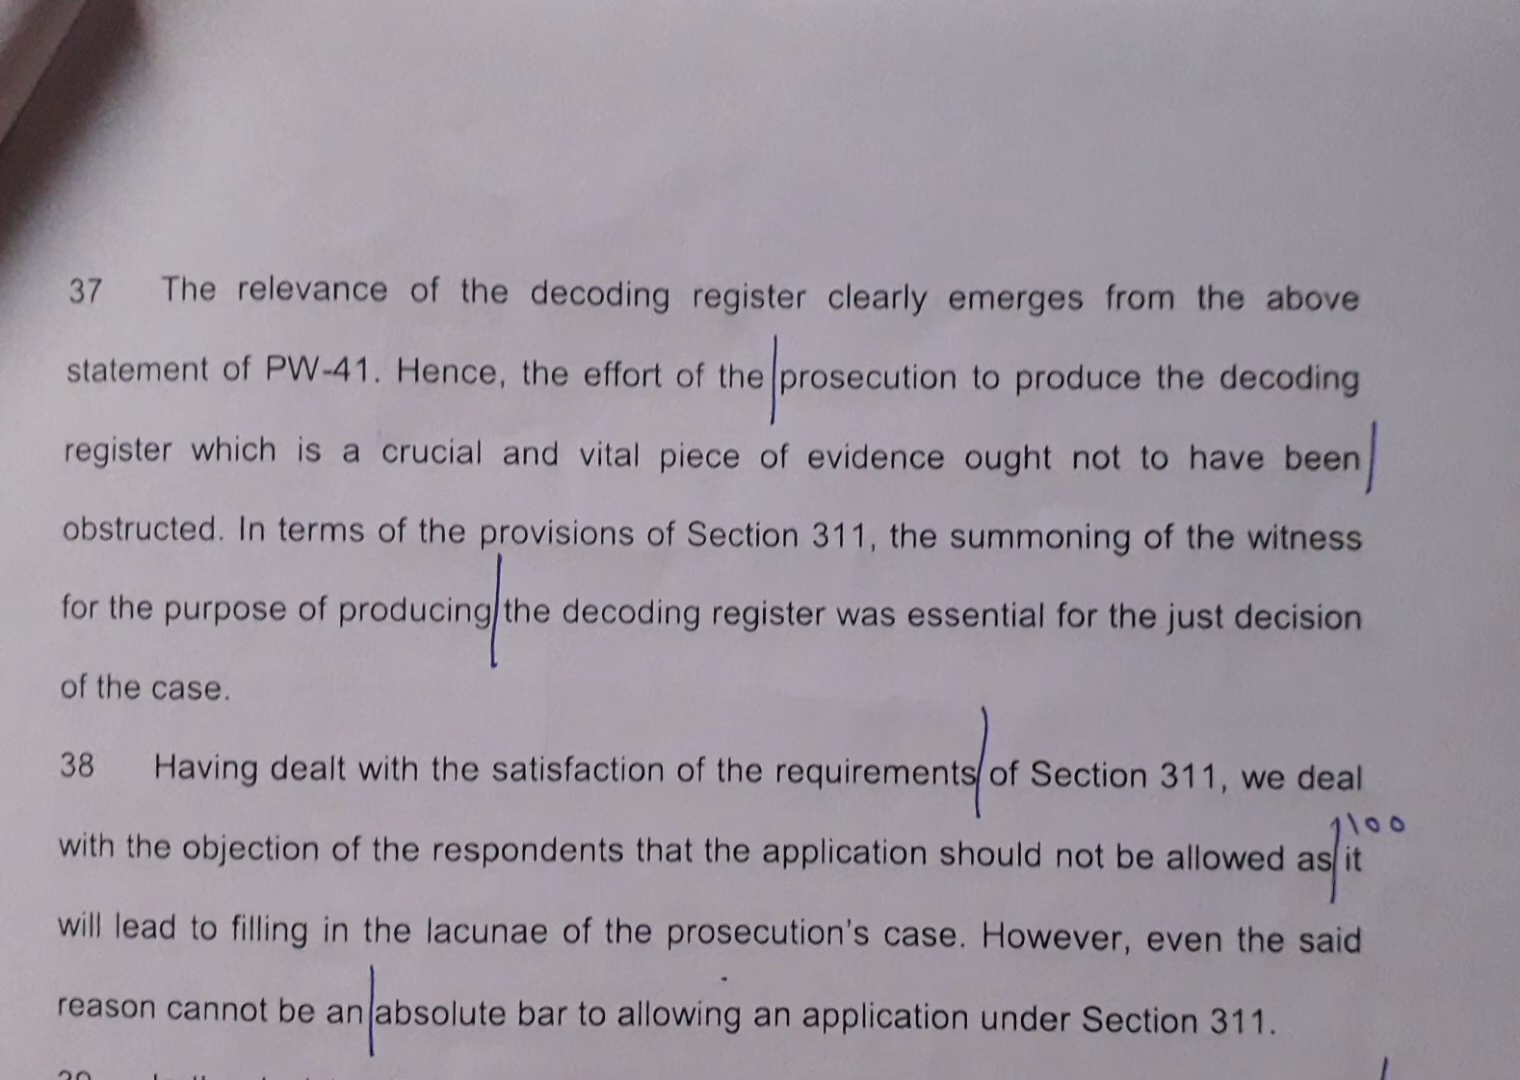 37 The relevance of the decoding register clearly emerges from the above
statement of PW-41. Hence, the effort of the prosecution to produce the decoding
register which is a crucial and vital piece of evidence ought not to have been
obstructed. In terms of the provisions of Section 311, the summoning of the witness
for the purpose of producing the decoding register was essential for the just decision
of the case.
38 Having dealt with the satisfaction of the requirements of Section 311, we deal
1100
with the objection of the respondents that the application should not be allowed as it
will lead to filling in the lacunae of the prosecution's case. However, even the said
reason cannot be an absolute bar to allowing an application under Section 311.